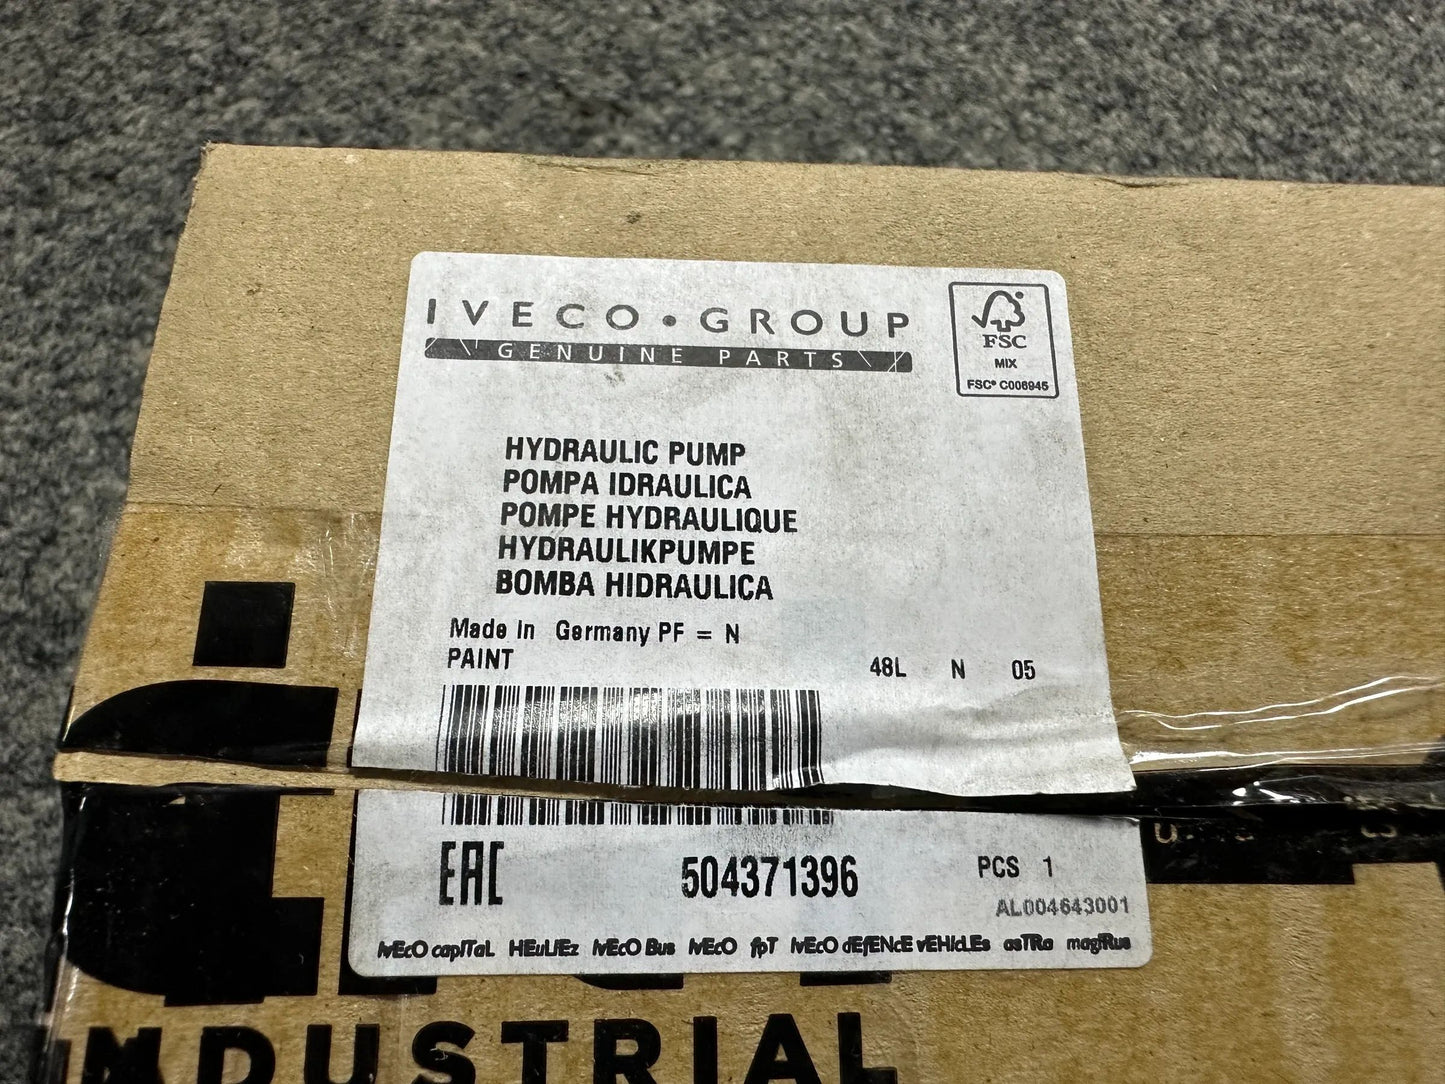 IVECO•GROUP
GENUINE PARTS
FSC
MIX
FSC® C006945
HYDRAULIC PUMP
POMPA IDRAULICA
POMPE HYDRAULIQUE
HYDRAULIKPUMPE
BOMBA HIDRAULICA
Made In Germany PF = N
PAINT
48L N 05
EAC
504371396
PCS 1
AL004643001
IVECO CAPITAL HEULIEZ IVECO BUS IVECO FPT IVECO DEFENCE VEHICLES ASTRA MAGIRUS
INDUSTRIAL